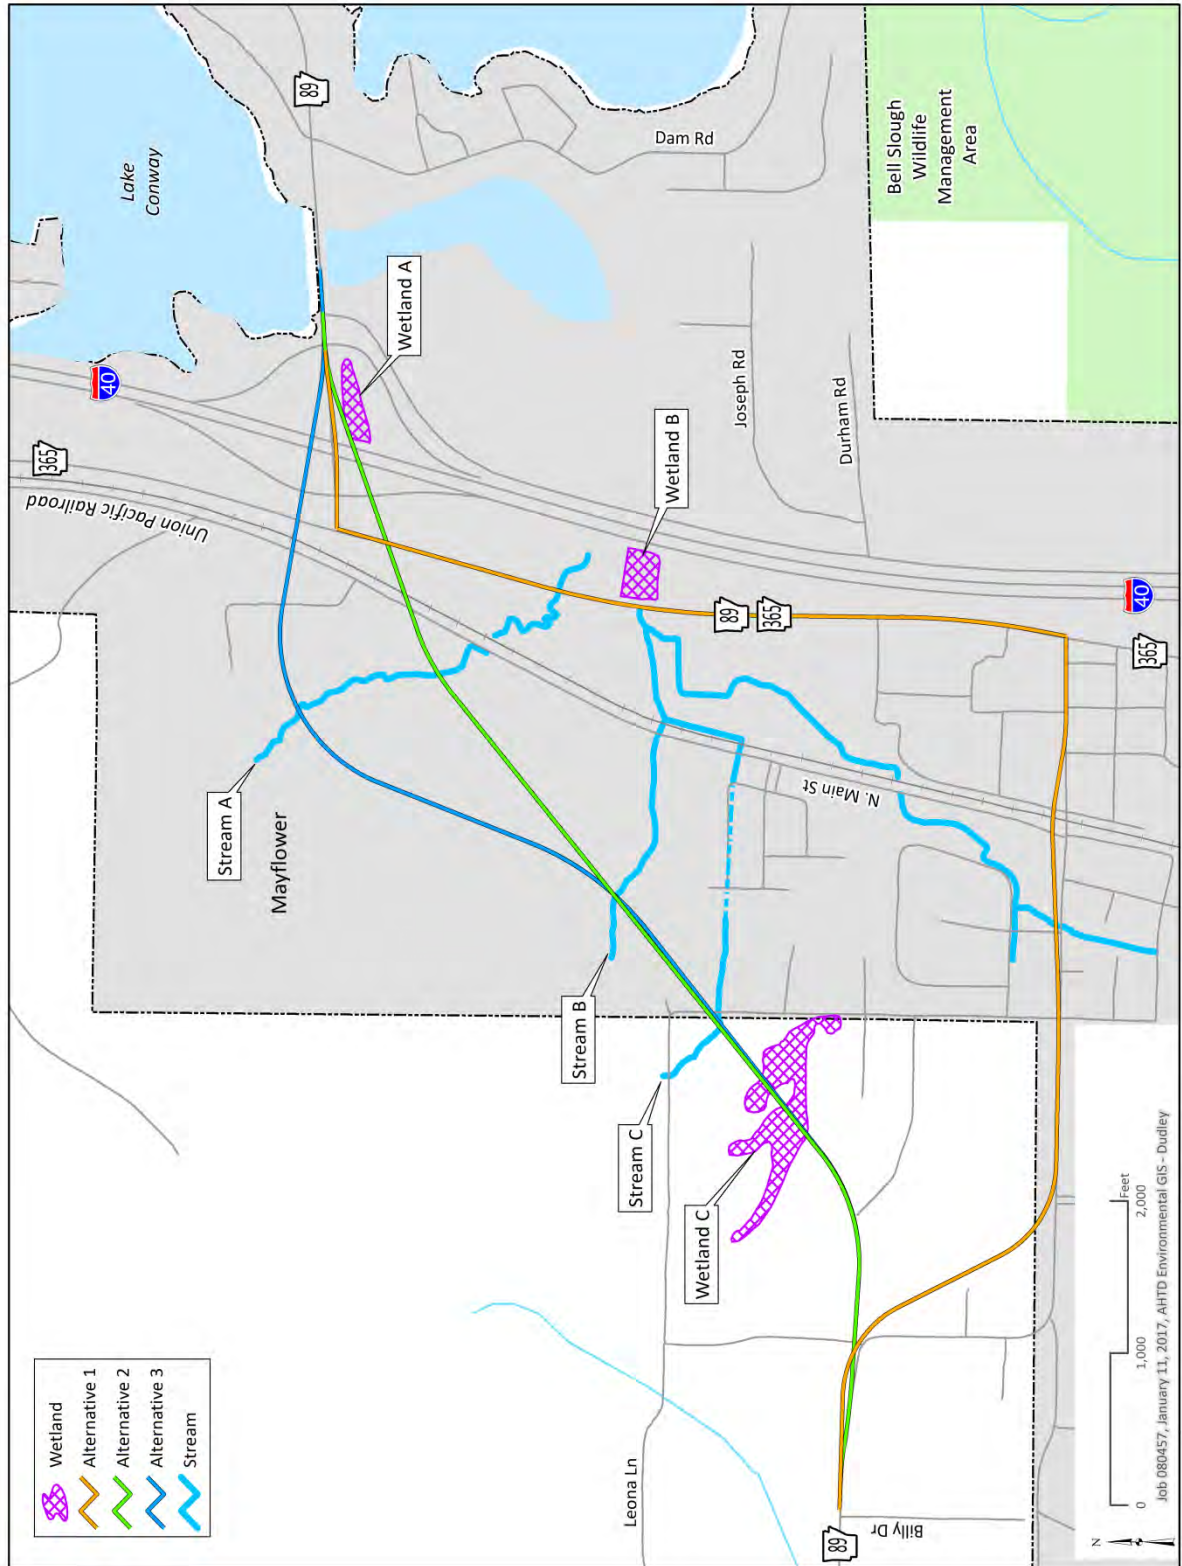 Wetland
Alternative 1
Alternative 2
Alternative 3
Stream
Lake
Conway
89
40
365
Union Pacific Railroad
Wetland A
Dam Rd
Stream A
Mayflower
Wetland B
Joseph Rd
Durham Rd
Bell Slough
Wildlife
Management
Area
Stream B
Stream C
Wetland C
89
365
N. Main St
40
365
Leona Ln
89
Billy Dr
N
0
1,000
2,000
Feet
Job 080457, January 11, 2017, AHTD Environmental GIS - Dudley